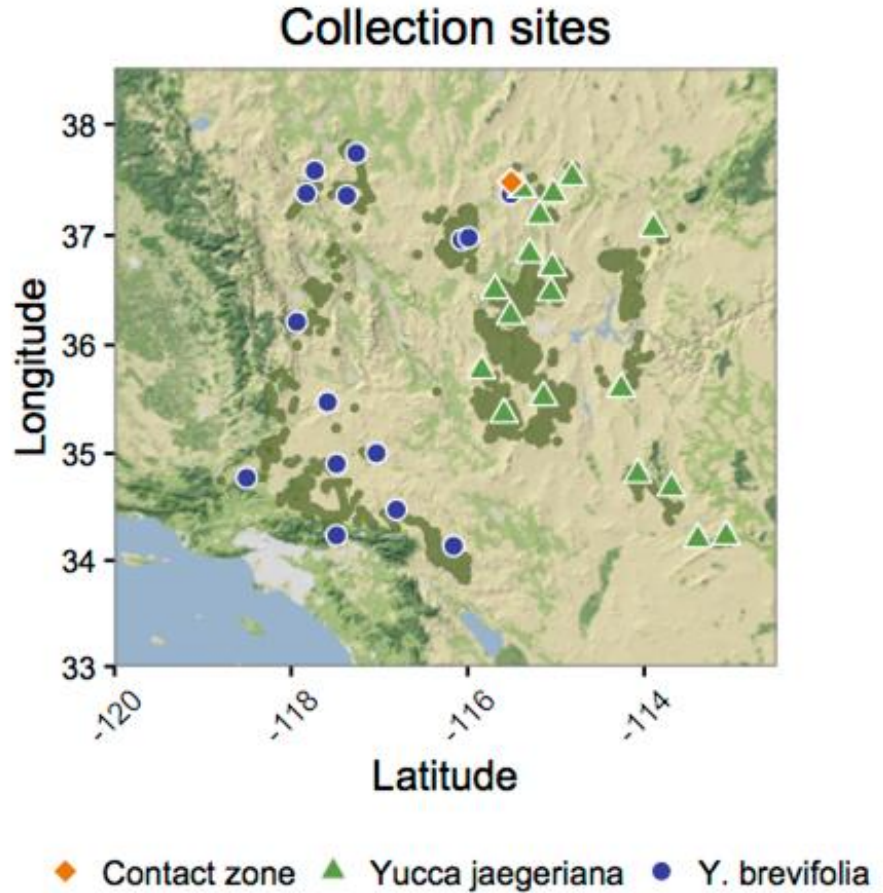 Collection sites
38
37
36
35
34
33
Longitude
-120
-118
-116
-114
Latitude
Contact zone
Yucca jaegeriana
Y. brevifolia